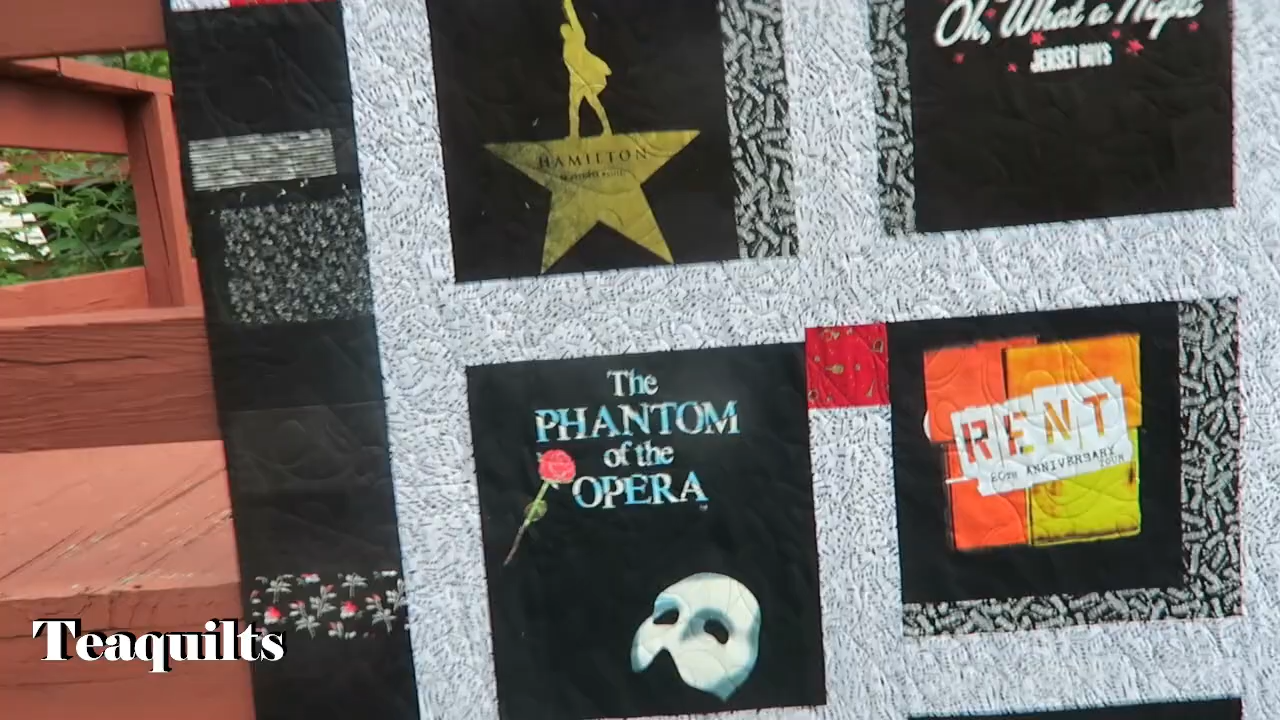 Oh, What a Night
JERSEY BOYS
HAMILTON
The
PHANTOM
of the
OPERA
RENT
20TH ANNIVERSARY
TOUR
Teaquilts